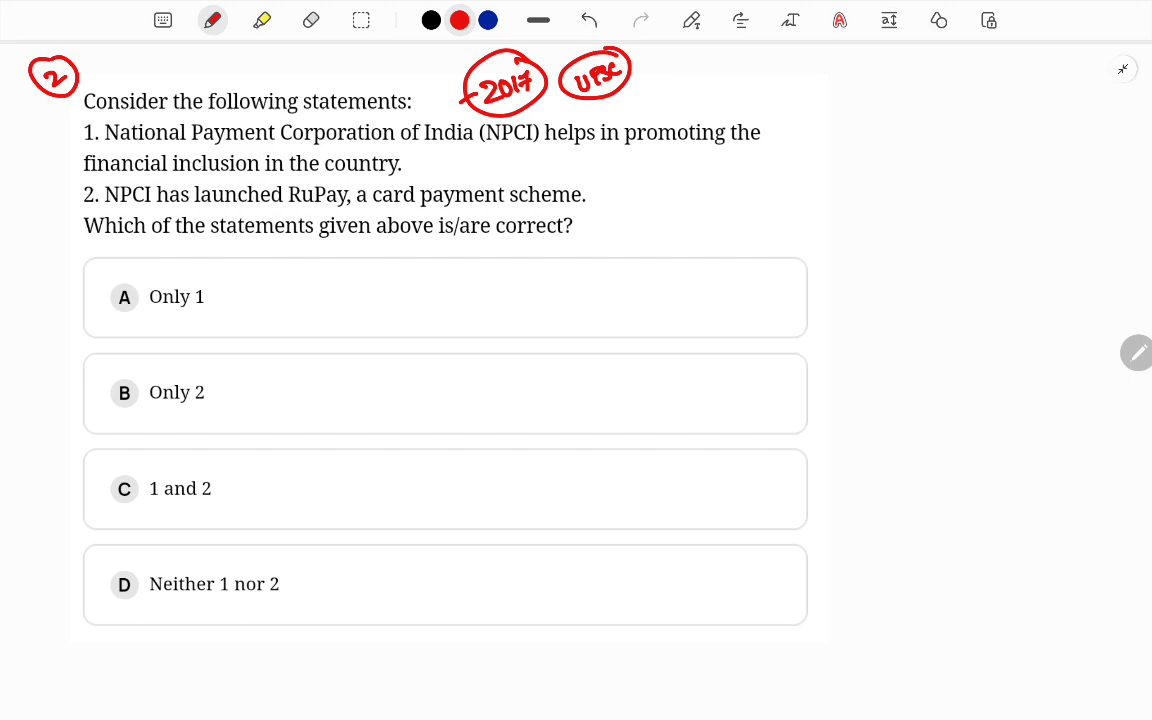 2
2017 UPSC
Consider the following statements:
1. National Payment Corporation of India (NPCI) helps in promoting the
financial inclusion in the country.
2. NPCI has launched RuPay, a card payment scheme.
Which of the statements given above is/are correct?
A Only 1
B Only 2
C 1 and 2
D Neither 1 nor 2